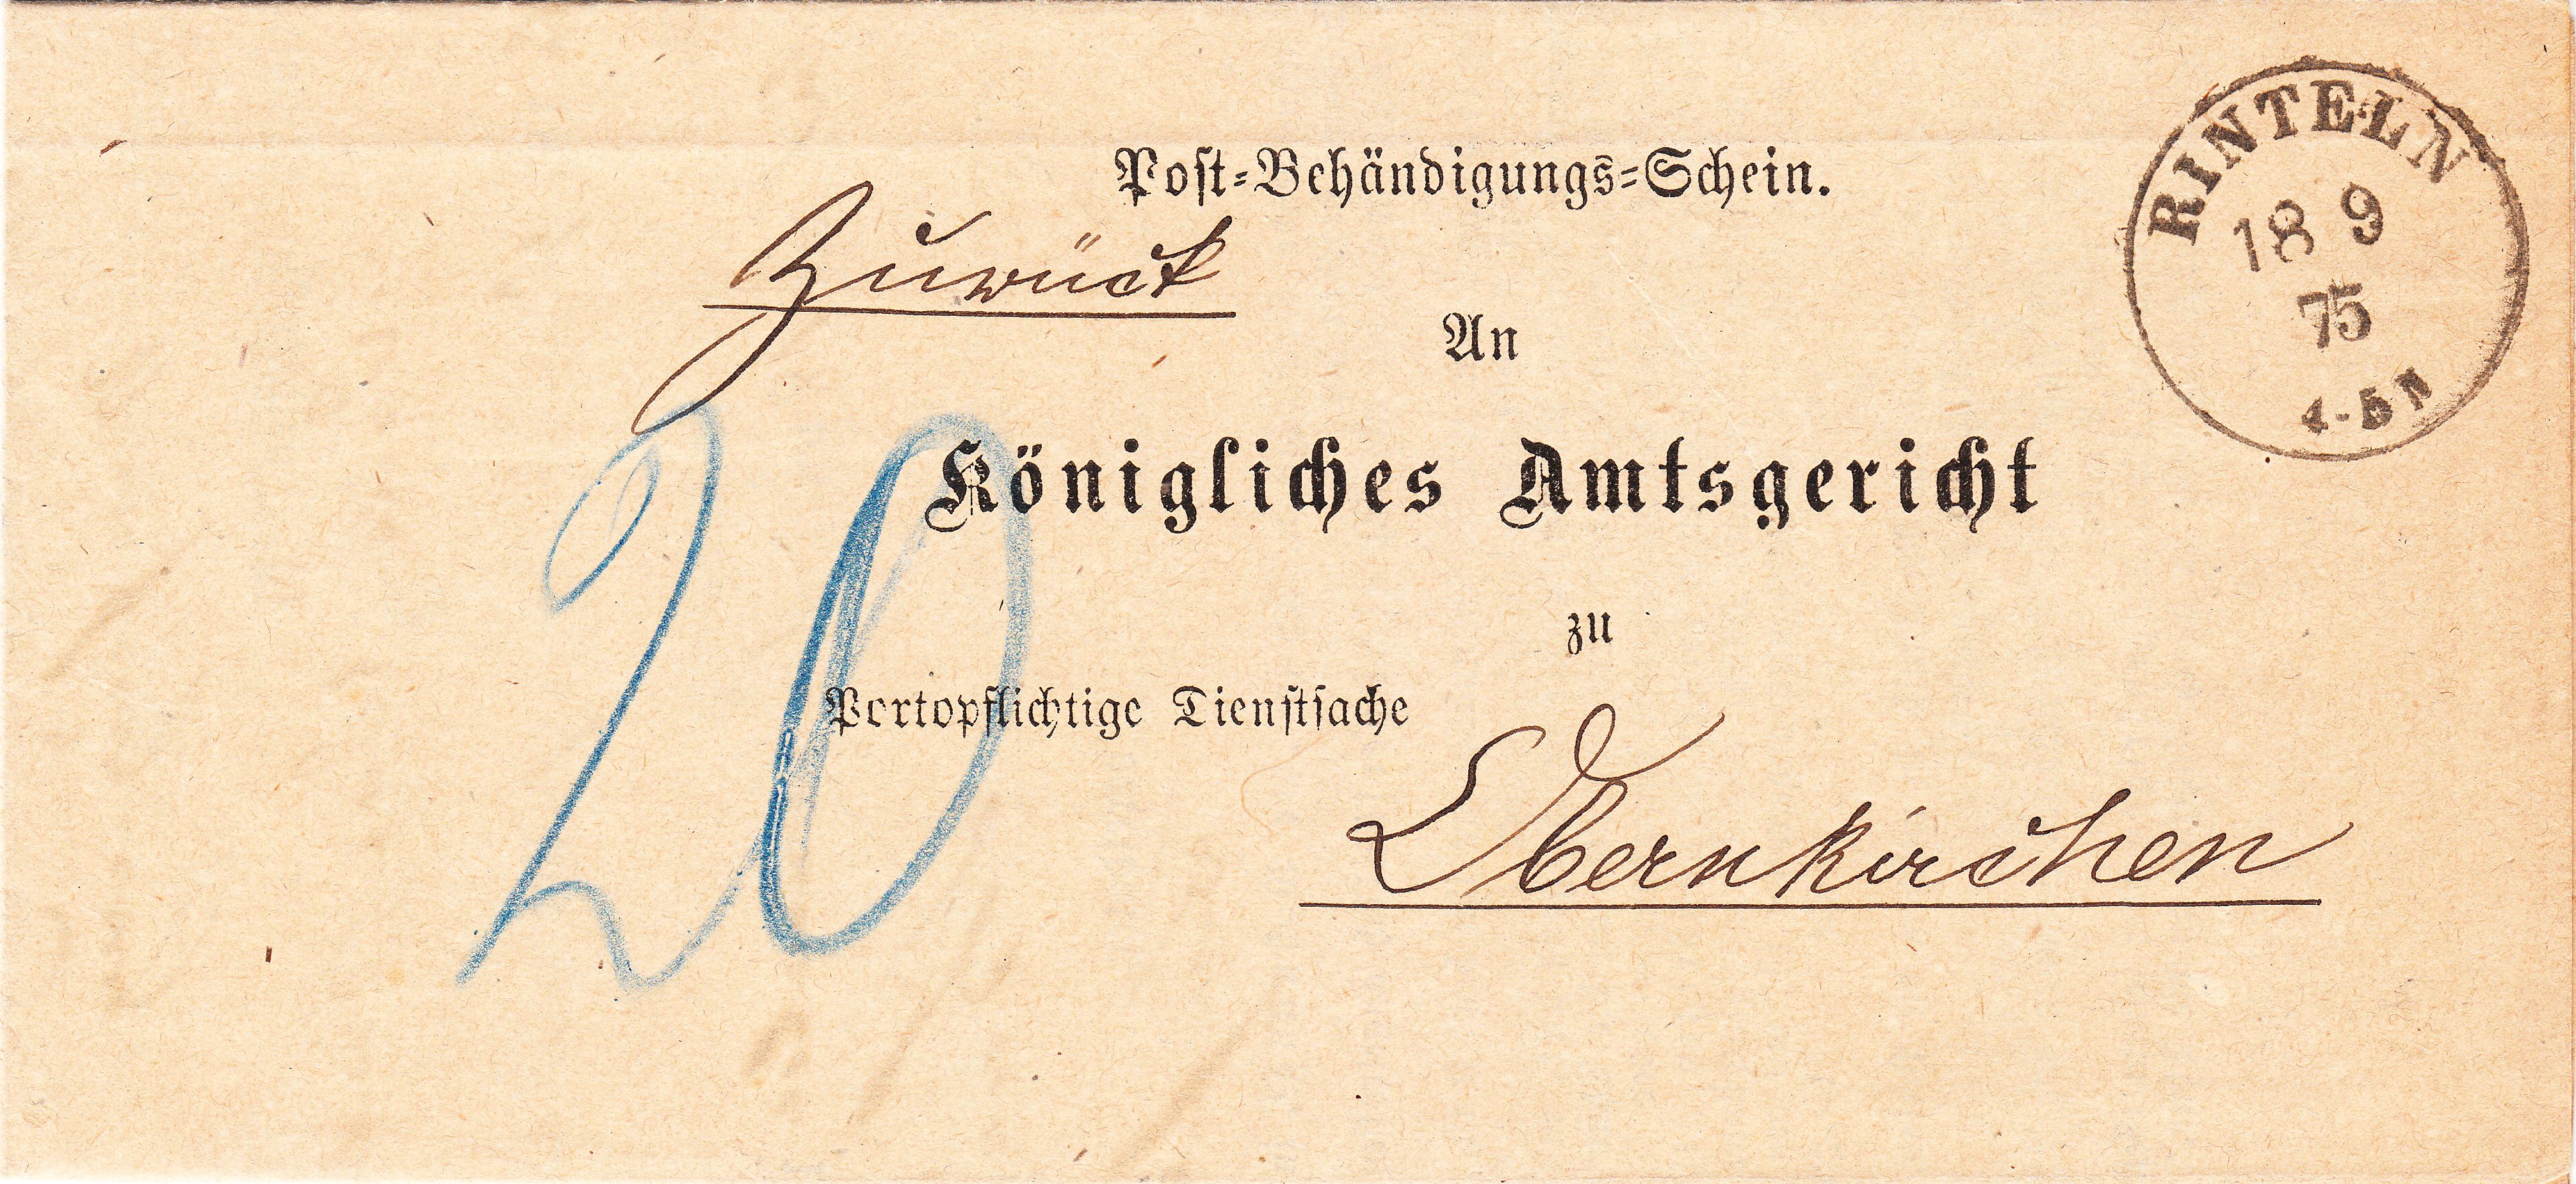 Post-Behändigungs-Schein.
Zurück
An
Königliches Amtsgericht
zu
Portopflichtige Dienstsache
Obernkirchen
20
RINTELN
18 9
75
4-5 N